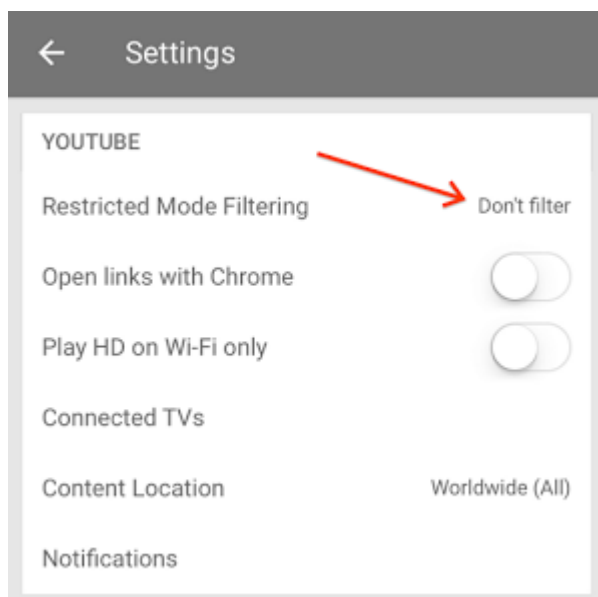 Settings
YOUTUBE
Restricted Mode Filtering Don't filter
Open links with Chrome
Play HD on Wi-Fi only
Connected TVs
Content Location Worldwide (All)
Notifications